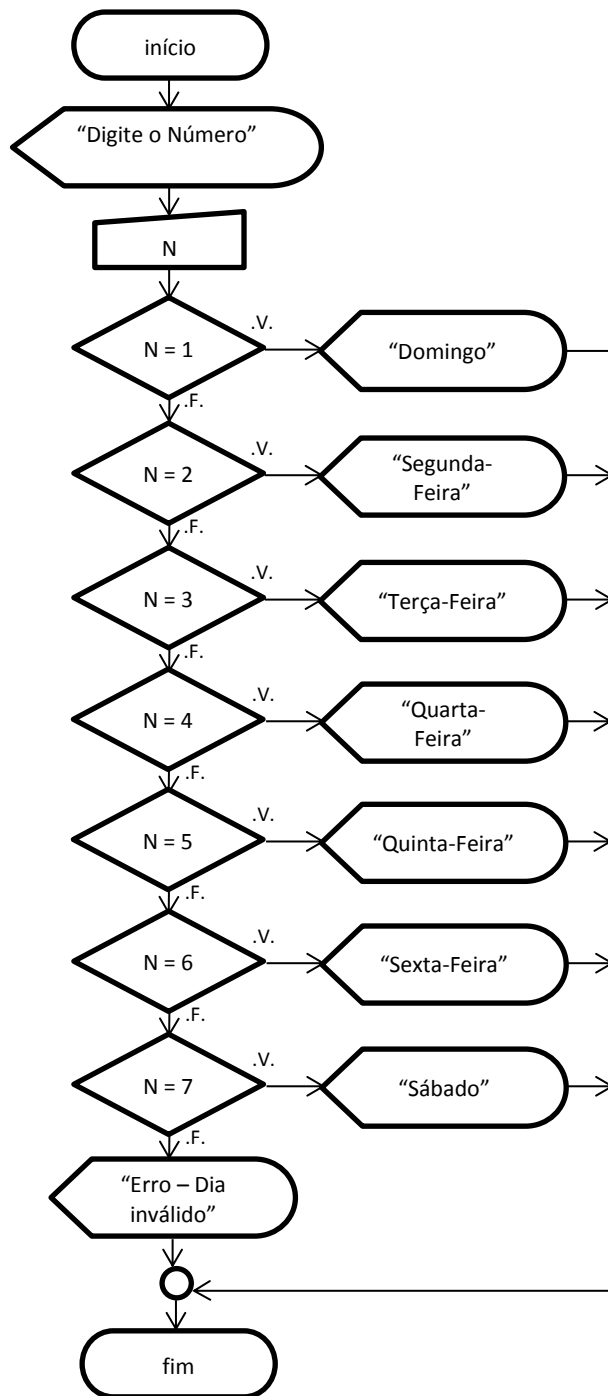 início
“Digite o Número”
N
N = 1
.V.
“Domingo”
.F.
N = 2
.V.
“Segunda-
Feira”
.F.
N = 3
.V.
“Terça-Feira”
.F.
N = 4
.V.
“Quarta-
Feira”
.F.
N = 5
.V.
“Quinta-Feira”
.F.
N = 6
.V.
“Sexta-Feira”
.F.
N = 7
.V.
“Sábado”
.F.
“Erro – Dia
inválido”
fim